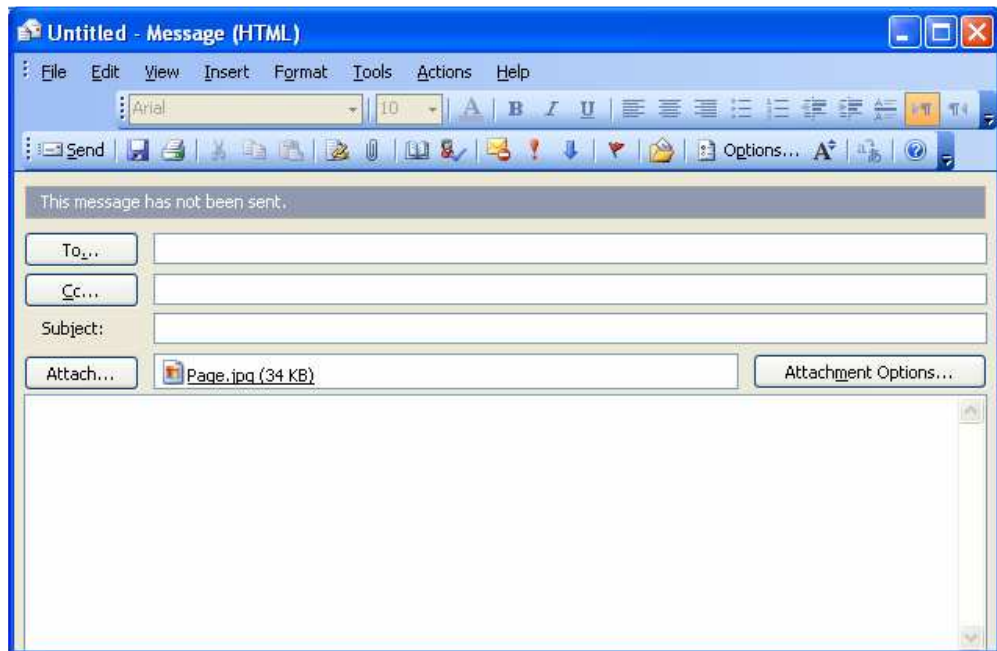 Untitled - Message (HTML)
File Edit View Insert Format Tools Actions Help
Arial 10 A B I U
Send Options...
This message has not been sent.
To...
Cc...
Subject:
Attach... Page.jpg (34 KB) Attachment Options...